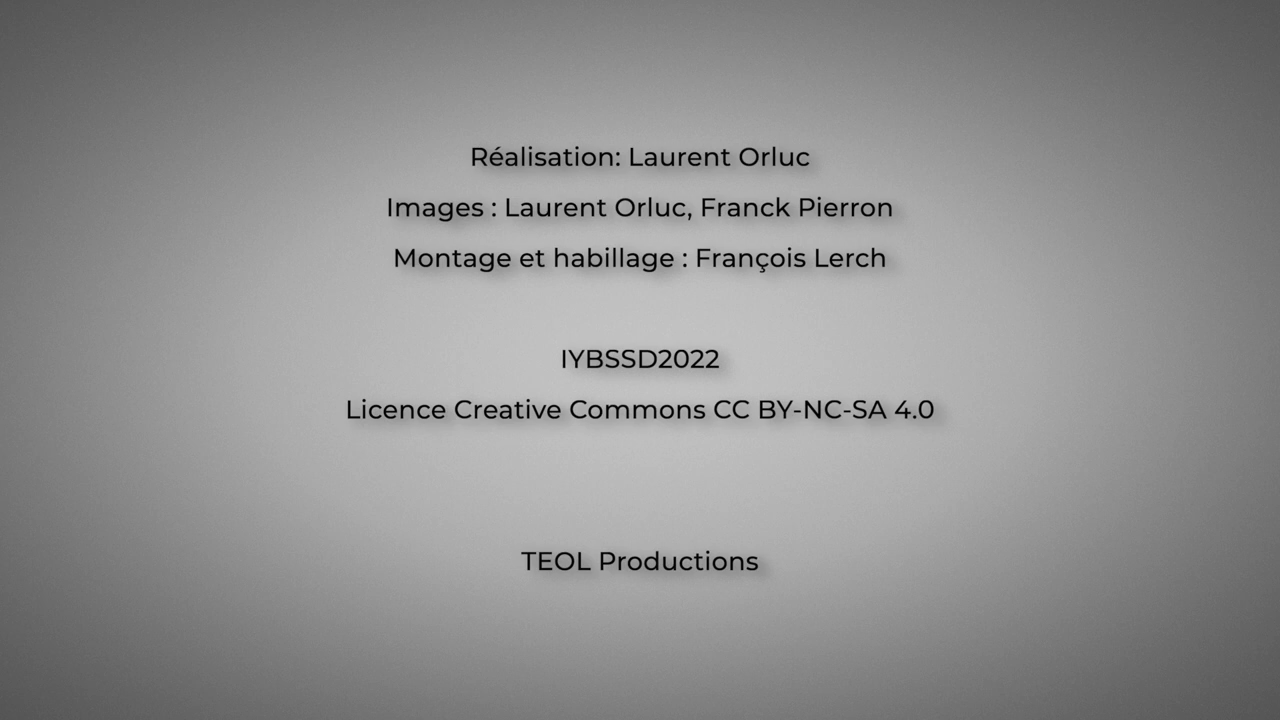 Réalisation: Laurent Orluc
Images : Laurent Orluc, Franck Pierron
Montage et habillage : François Lerch
IYBSSD2022
Licence Creative Commons CC BY-NC-SA 4.0
TEOL Productions